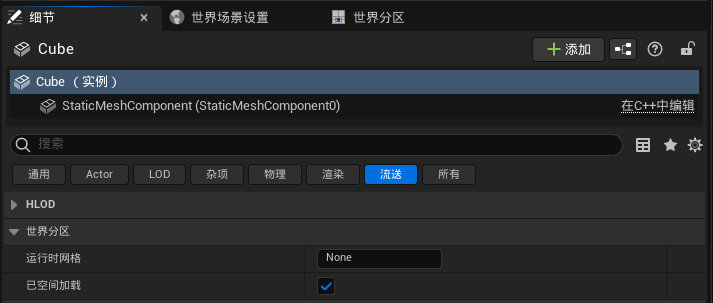 细节 × 世界场景设置 世界分区
Cube 添加
Cube （实例）
StaticMeshComponent (StaticMeshComponent0) 在C++中编辑
搜索
通用 Actor LOD 杂项 物理 渲染 流送 所有
HLOD
世界分区
运行时网格 None
已空间加载